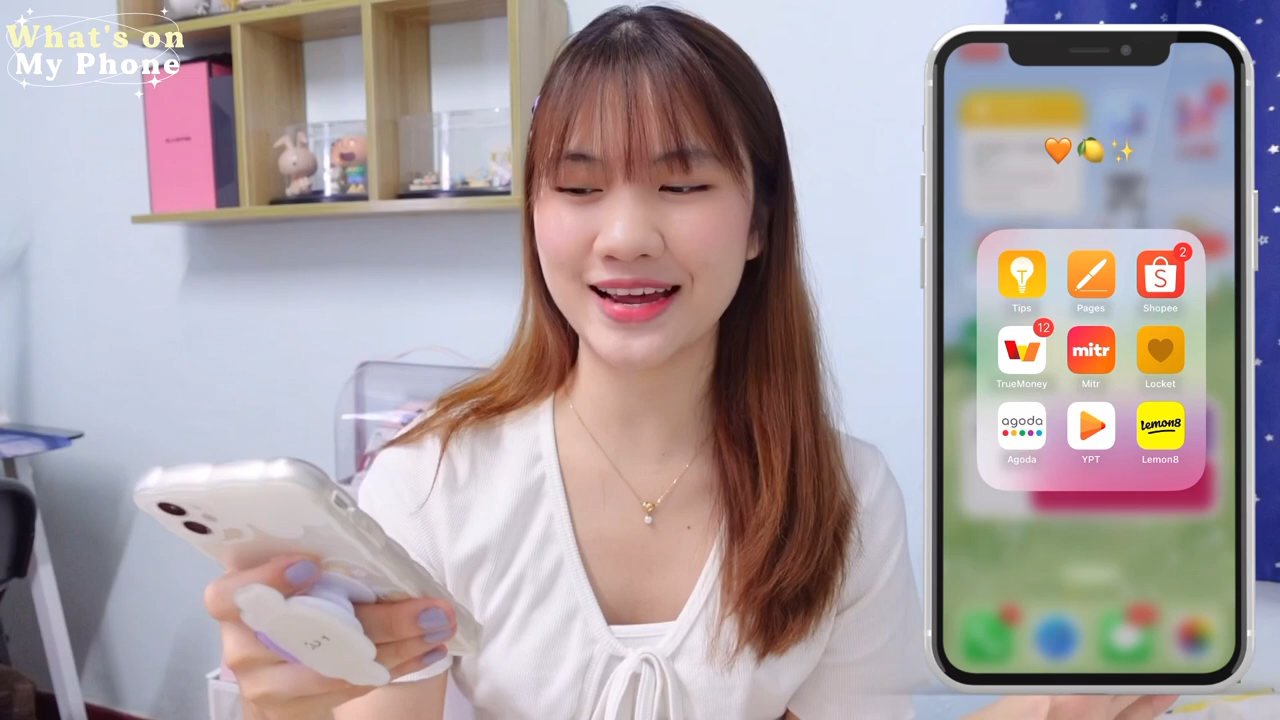 What's on
My Phone
2
T
S
Tips
Pages
Shopee
12
mitr
TrueMoney
Mitr
Locket
agoda
Lemon8
Agoda
YPT
Lemon8